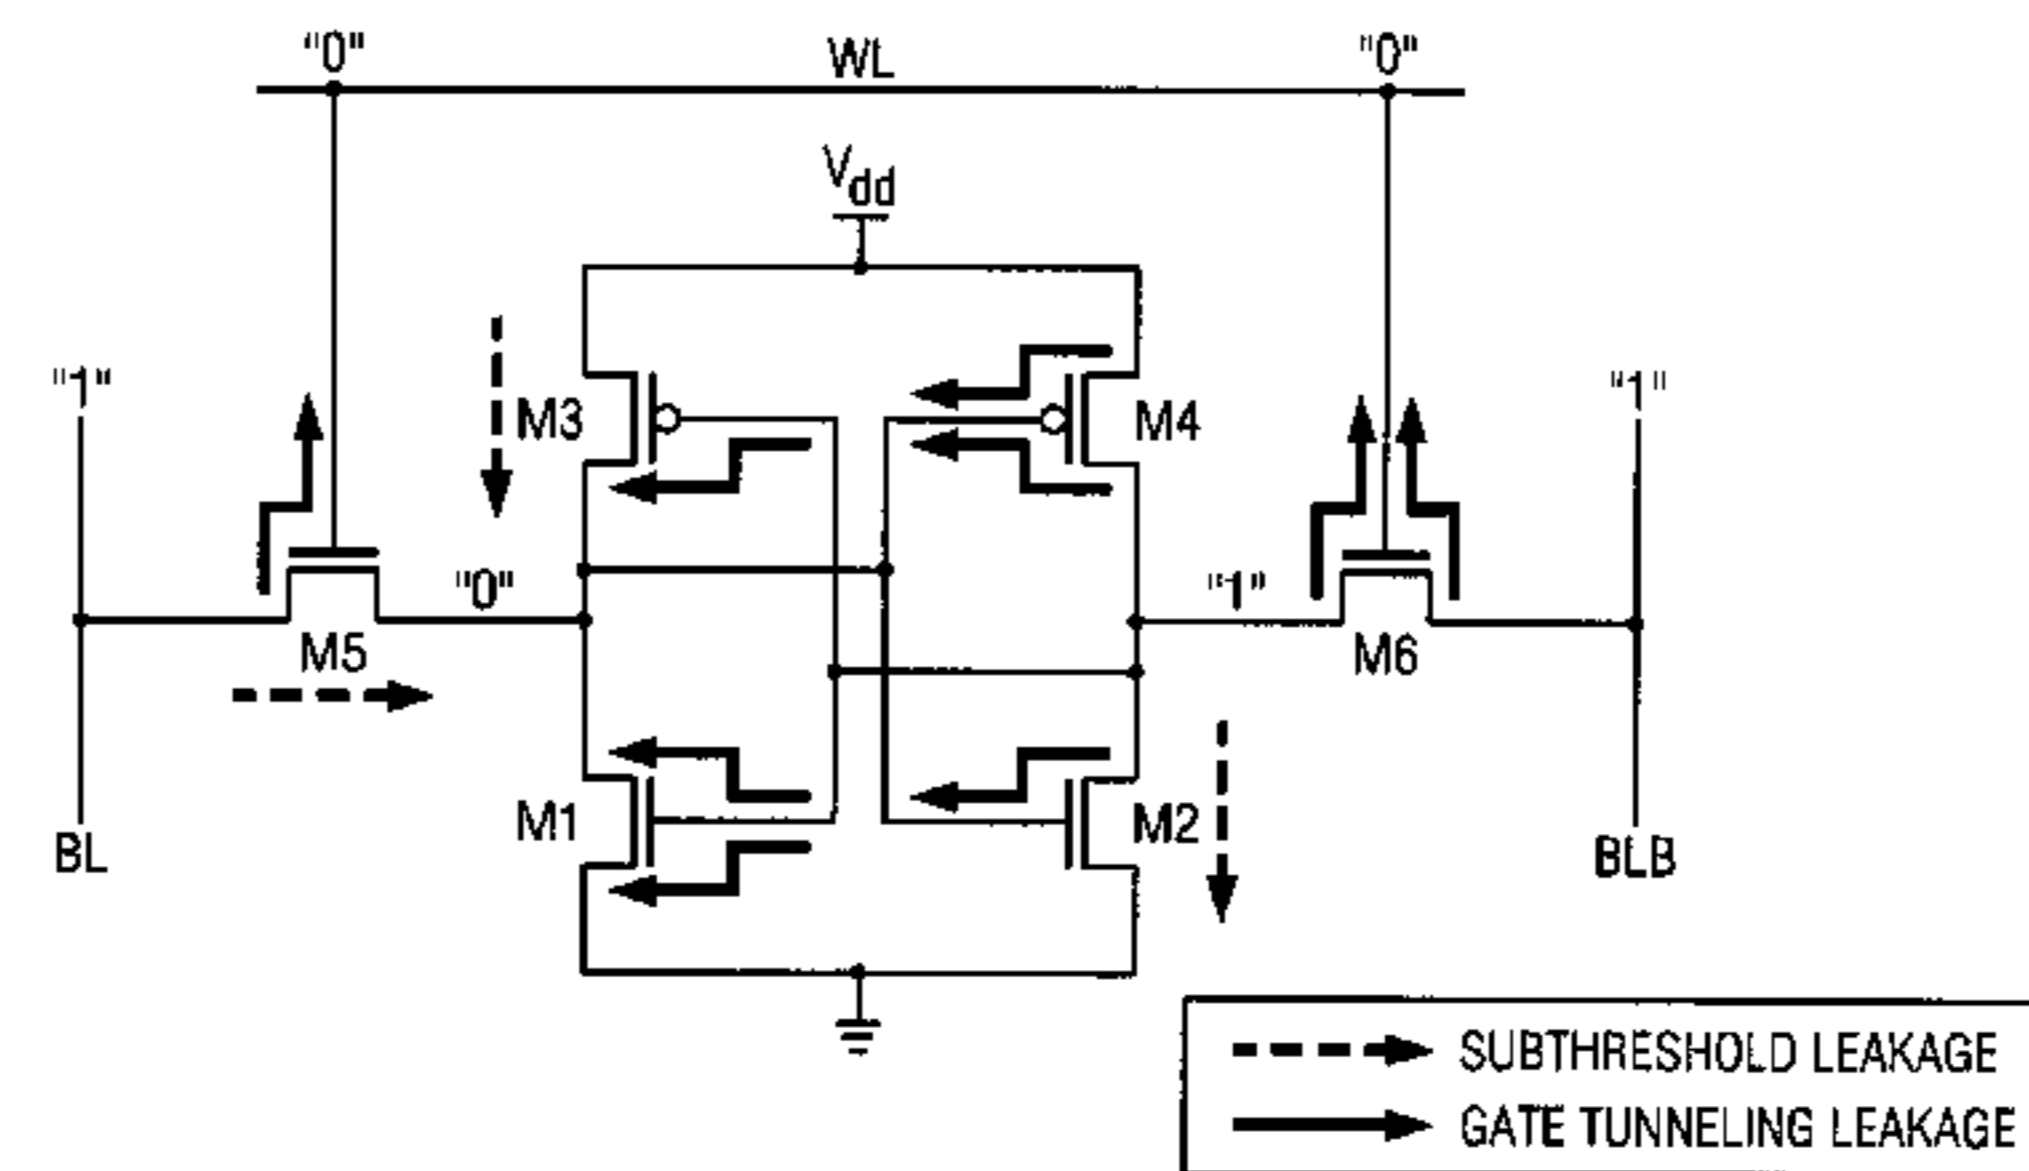 "0" WL "0"
Vdd
"1" "1"
M3 M4
"0" "1"
M5 M6
M1 M2
BL BLB
SUBTHRESHOLD LEAKAGE
GATE TUNNELING LEAKAGE